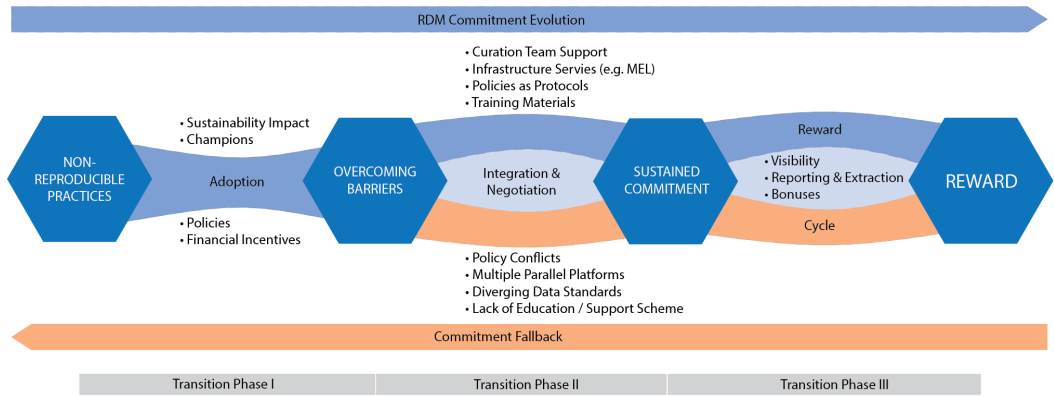 RDM Commitment Evolution
• Curation Team Support
• Infrastructure Servies (e.g. MEL)
• Policies as Protocols
• Training Materials
• Sustainability Impact
• Champions
NON-
REPRODUCIBLE
PRACTICES
Adoption
• Policies
• Financial Incentives
OVERCOMING
BARRIERS
Integration &
Negotiation
• Policy Conflicts
• Multiple Parallel Platforms
• Diverging Data Standards
• Lack of Education / Support Scheme
SUSTAINED
COMMITMENT
Reward
• Visibility
• Reporting & Extraction
• Bonuses
Cycle
REWARD
Commitment Fallback
Transition Phase I
Transition Phase II
Transition Phase III